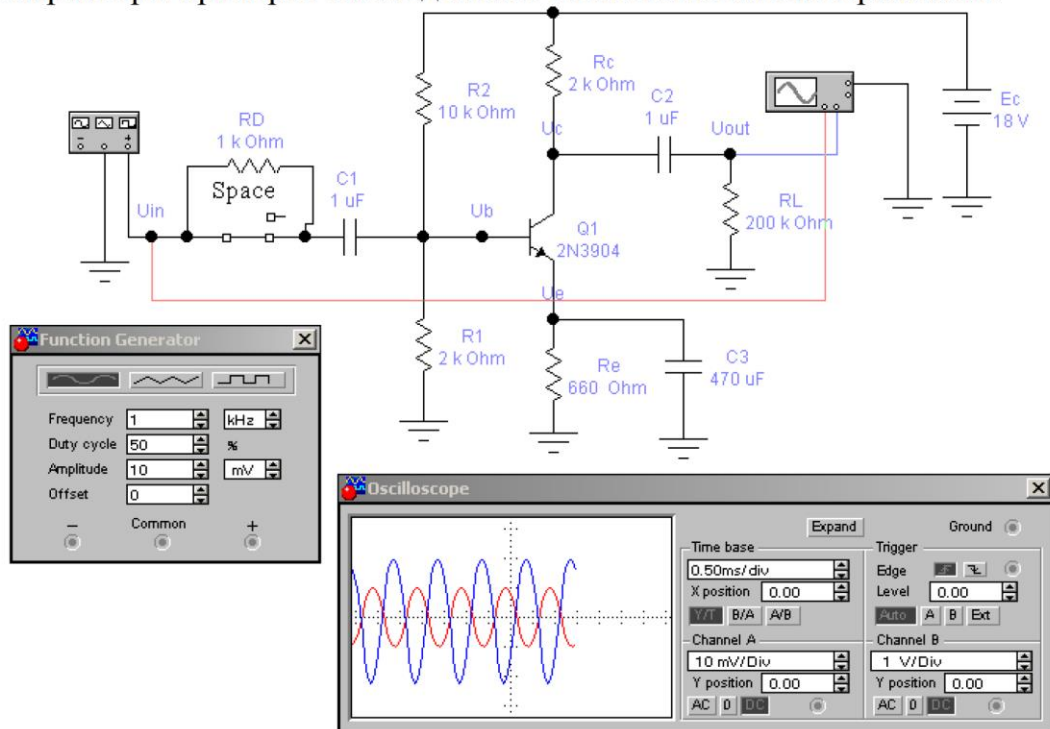 Rc
2 k Ohm
R2
10 k Ohm
C2
1 uF
Uc
Uout
Ec
18 V
RD
1 k Ohm
Space
C1
1 uF
Uin
Ub
RL
200 k Ohm
Q1
2N3904
Ue
R1
2 k Ohm
Re
660 Ohm
C3
470 uF
Function Generator
Frequency 1 kHz
Duty cycle 50 %
Amplitude 10 mV
Offset 0
− Common +
Oscilloscope
Expand Ground
Time base
0.50ms/div
X position 0.00
Y/T B/A A/B
Trigger
Edge
Level 0.00
Auto A B Ext
Channel A
10 mV/Div
Y position 0.00
AC 0 DC
Channel B
1 V/Div
Y position 0.00
AC 0 DC